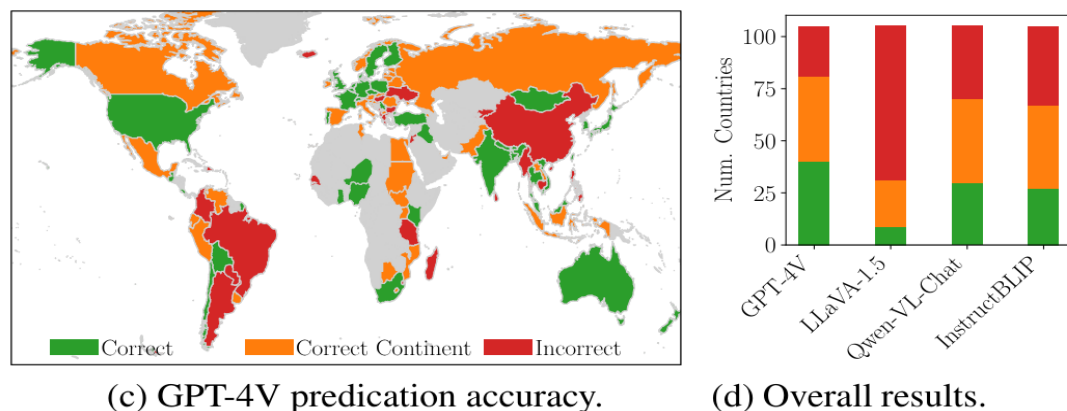 Correct
Correct Continent
Incorrect
(c) GPT-4V predication accuracy.
Num. Countries
100
75
50
25
0
GPT-4V
LLaVA-1.5
Qwen-VL-Chat
InstructBLIP
(d) Overall results.